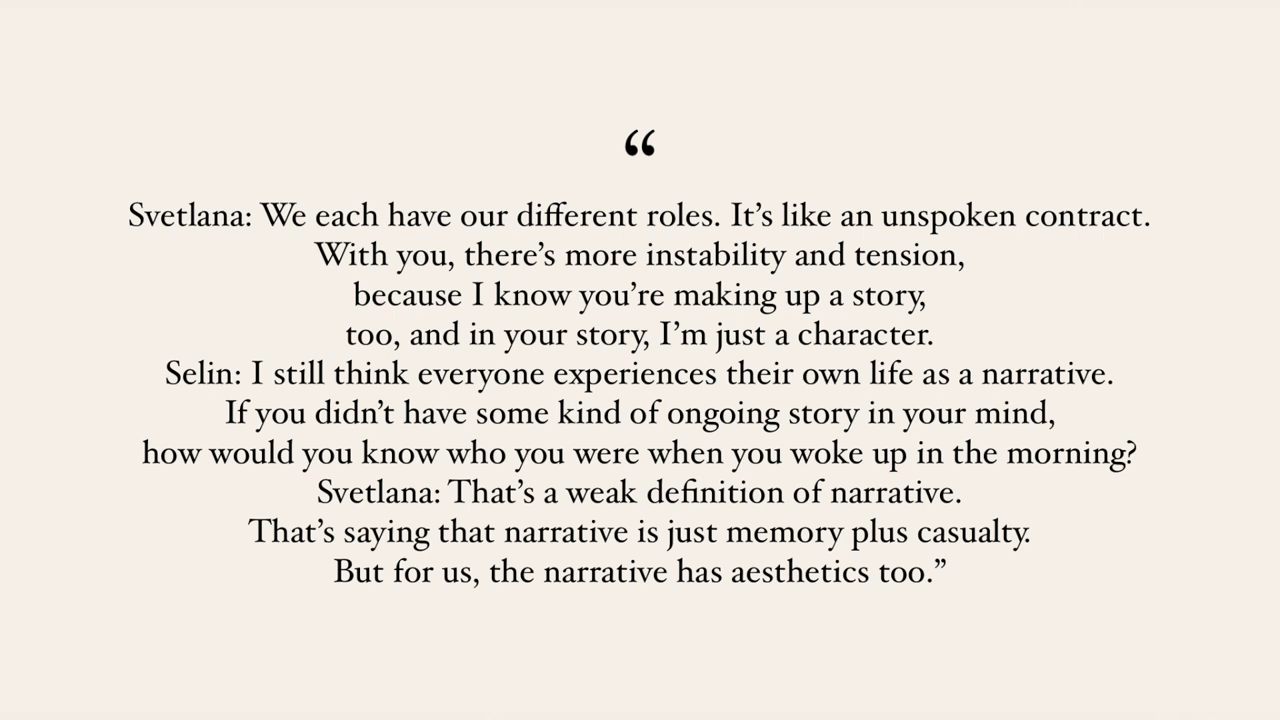 “
Svetlana: We each have our different roles. It’s like an unspoken contract.
With you, there’s more instability and tension,
because I know you’re making up a story,
too, and in your story, I’m just a character.
Selin: I still think everyone experiences their own life as a narrative.
If you didn’t have some kind of ongoing story in your mind,
how would you know who you were when you woke up in the morning?
Svetlana: That’s a weak definition of narrative.
That’s saying that narrative is just memory plus casualty.
But for us, the narrative has aesthetics too.”